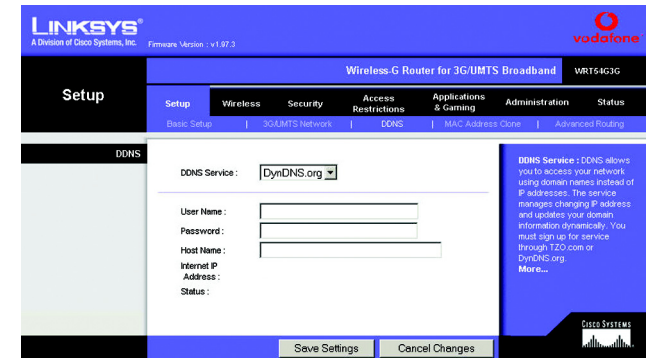 LINKSYS®
A Division of Cisco Systems, Inc.
Firmware Version : v1.97.3
vodafone
Wireless-G Router for 3G/UMTS Broadband WRT54G3G
Setup
Setup Wireless Security Access Restrictions Applications & Gaming Administration Status
Basic Setup | 3G/UMTS Network | DDNS | MAC Address Clone | Advanced Routing
DDNS
DDNS Service : DynDNS.org
User Name :
Password :
Host Name :
Internet IP
Address :
Status :
DDNS Service : DDNS allows
you to access your network
using domain names instead of
IP addresses. The service
manages changing IP address
and updates your domain
information dynamically. You
must sign up for service
through TZO.com or
DynDNS.org.
More...
Save Settings Cancel Changes
CISCO SYSTEMS